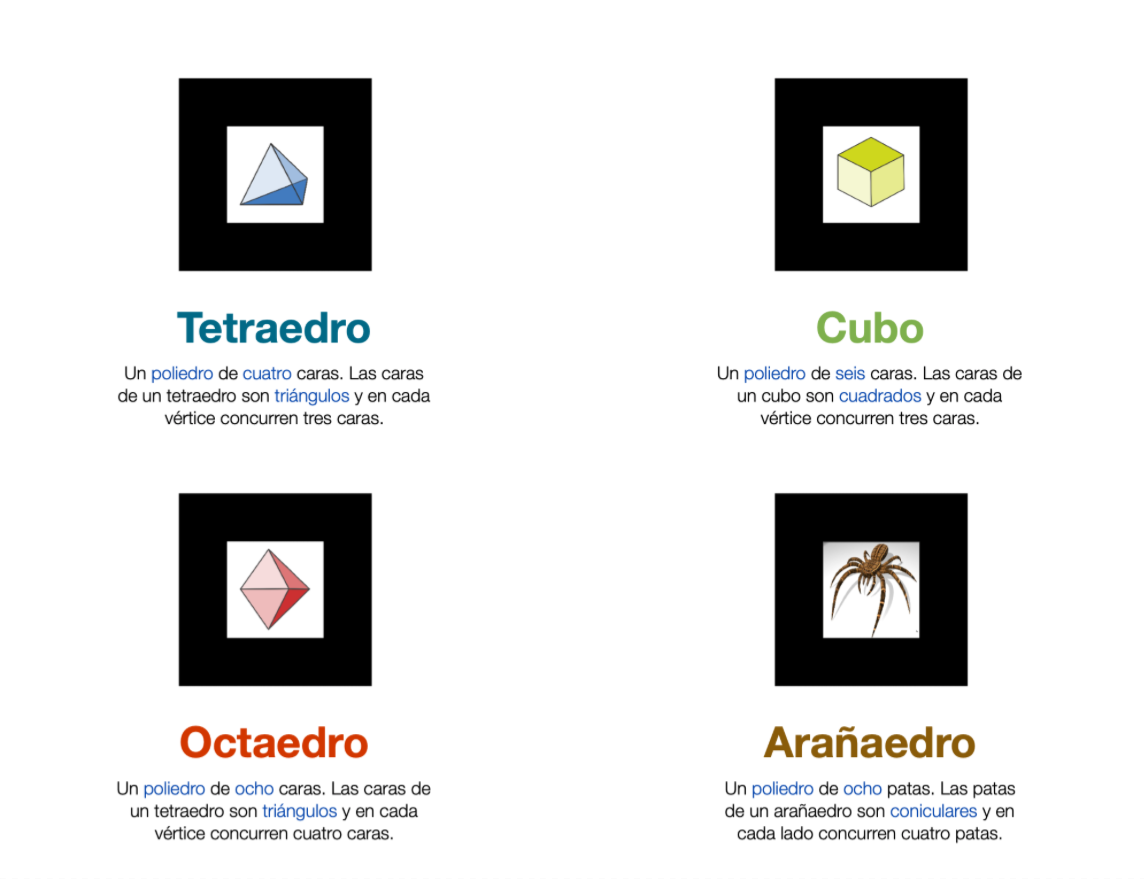 Tetraedro
Un poliedro de cuatro caras. Las caras
de un tetraedro son triángulos y en cada
vértice concurren tres caras.
Cubo
Un poliedro de seis caras. Las caras de
un cubo son cuadrados y en cada
vértice concurren tres caras.
Octaedro
Un poliedro de ocho caras. Las caras de
un tetraedro son triángulos y en cada
vértice concurren cuatro caras.
Arañaedro
Un poliedro de ocho patas. Las patas
de un arañaedro son coniculares y en
cada lado concurren cuatro patas.